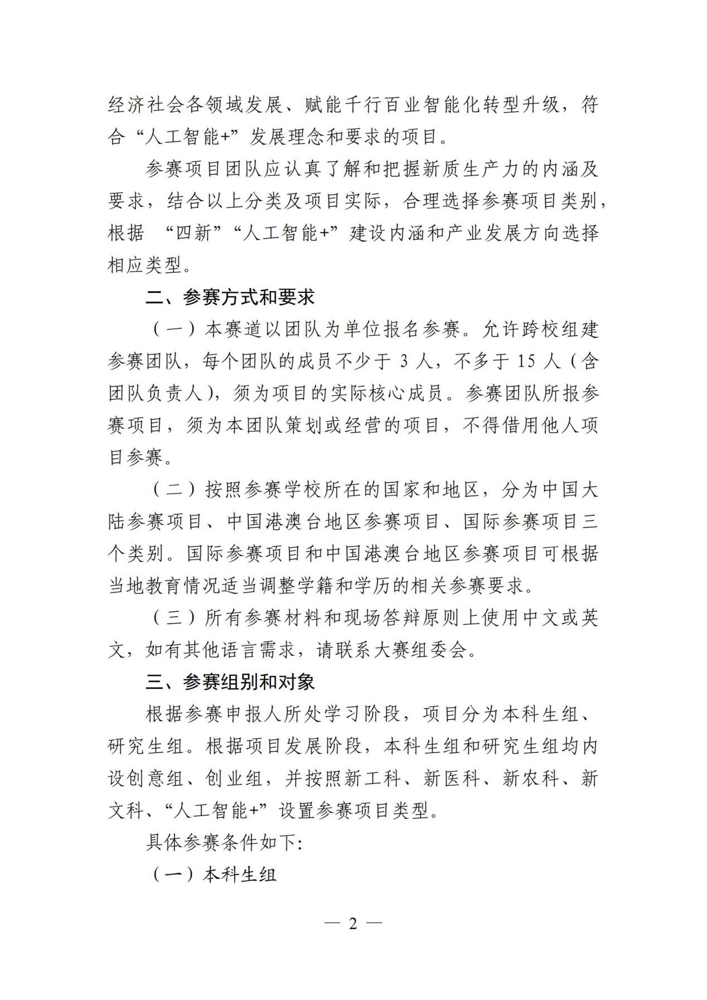 经济社会各领域发展、赋能千行百业智能化转型升级，符
合“人工智能+”发展理念和要求的项目。
参赛项目团队应认真了解和把握新质生产力的内涵及
要求，结合以上分类及项目实际，合理选择参赛项目类别，
根据 “四新”“人工智能+”建设内涵和产业发展方向选择
相应类型。
二、参赛方式和要求
（一）本赛道以团队为单位报名参赛。允许跨校组建
参赛团队，每个团队的成员不少于 3 人，不多于 15 人（含
团队负责人），须为项目的实际核心成员。参赛团队所报参
赛项目，须为本团队策划或经营的项目，不得借用他人项
目参赛。
（二）按照参赛学校所在的国家和地区，分为中国大
陆参赛项目、中国港澳台地区参赛项目、国际参赛项目三
个类别。国际参赛项目和中国港澳台地区参赛项目可根据
当地教育情况适当调整学籍和学历的相关参赛要求。
（三）所有参赛材料和现场答辩原则上使用中文或英
文，如有其他语言需求，请联系大赛组委会。
三、参赛组别和对象
根据参赛申报人所处学习阶段，项目分为本科生组、
研究生组。根据项目发展阶段，本科生组和研究生组均内
设创意组、创业组，并按照新工科、新医科、新农科、新
文科、“人工智能+”设置参赛项目类型。
具体参赛条件如下：
（一）本科生组
— 2 —